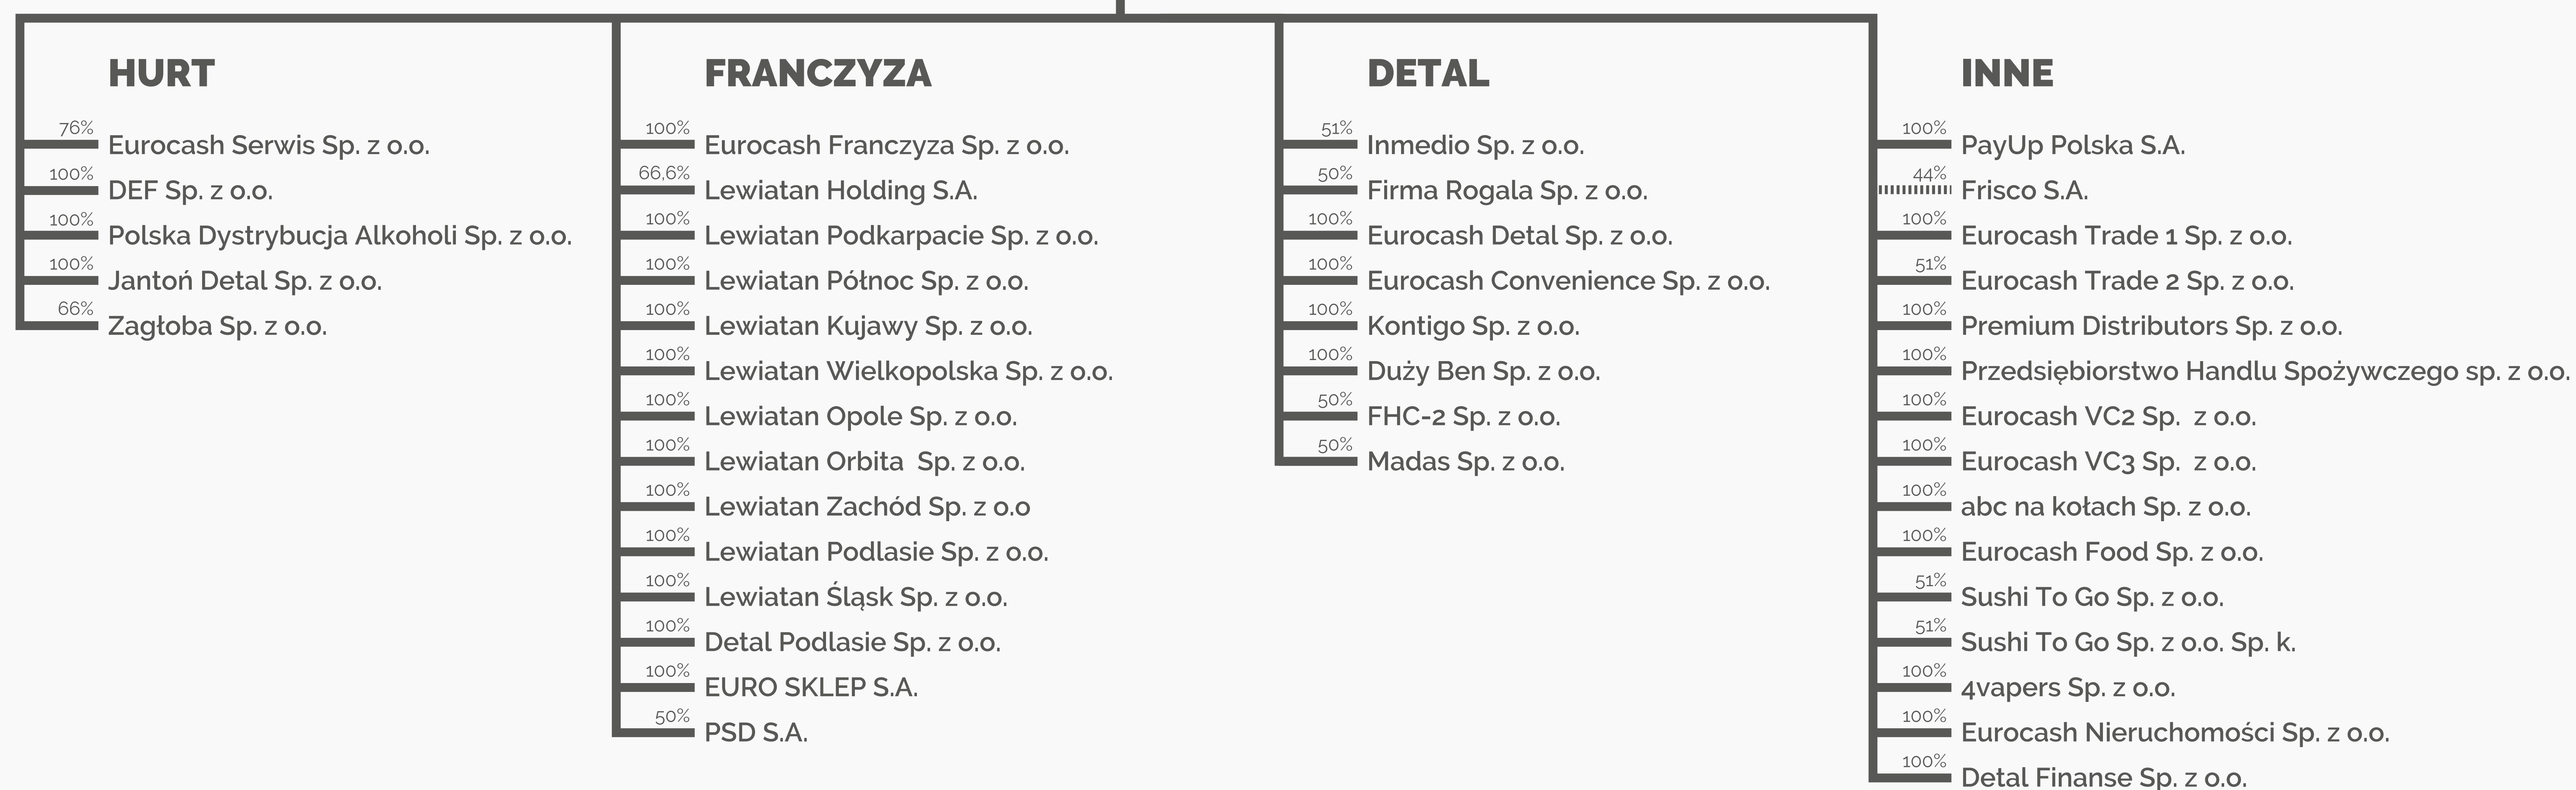 HURT
76%
Eurocash Serwis Sp. z o.o.
100%
DEF Sp. z o.o.
100%
Polska Dystrybucja Alkoholi Sp. z o.o.
100%
Jantoń Detal Sp. z o.o.
66%
Zagłoba Sp. z o.o.
FRANCZYZA
100%
Eurocash Franczyza Sp. z o.o.
66,6%
Lewiatan Holding S.A.
100%
Lewiatan Podkarpacie Sp. z o.o.
100%
Lewiatan Północ Sp. z o.o.
100%
Lewiatan Kujawy Sp. z o.o.
100%
Lewiatan Wielkopolska Sp. z o.o.
100%
Lewiatan Opole Sp. z o.o.
100%
Lewiatan Orbita  Sp. z o.o.
100%
Lewiatan Zachód Sp. z o.o
100%
Lewiatan Podlasie Sp. z o.o.
100%
Lewiatan Śląsk Sp. z o.o.
100%
Detal Podlasie Sp. z o.o.
100%
EURO SKLEP S.A.
50%
PSD S.A.
DETAL
51%
Inmedio Sp. z o.o.
50%
Firma Rogala Sp. z o.o.
100%
Eurocash Detal Sp. z o.o.
100%
Eurocash Convenience Sp. z o.o.
100%
Kontigo Sp. z o.o.
100%
Duży Ben Sp. z o.o.
50%
FHC-2 Sp. z o.o.
50%
Madas Sp. z o.o.
INNE
100%
PayUp Polska S.A.
44%
Frisco S.A.
100%
Eurocash Trade 1 Sp. z o.o.
51%
Eurocash Trade 2 Sp. z o.o.
100%
Premium Distributors Sp. z o.o.
100%
Przedsiębiorstwo Handlu Spożywczego sp. z o.o.
100%
Eurocash VC2 Sp.  z o.o.
100%
Eurocash VC3 Sp.  z o.o.
100%
abc na kołach Sp. z o.o.
100%
Eurocash Food Sp. z o.o.
51%
Sushi To Go Sp. z o.o.
51%
Sushi To Go Sp. z o.o. Sp. k.
100%
4vapers Sp. z o.o.
100%
Eurocash Nieruchomości Sp. z o.o.
100%
Detal Finanse Sp. z o.o.